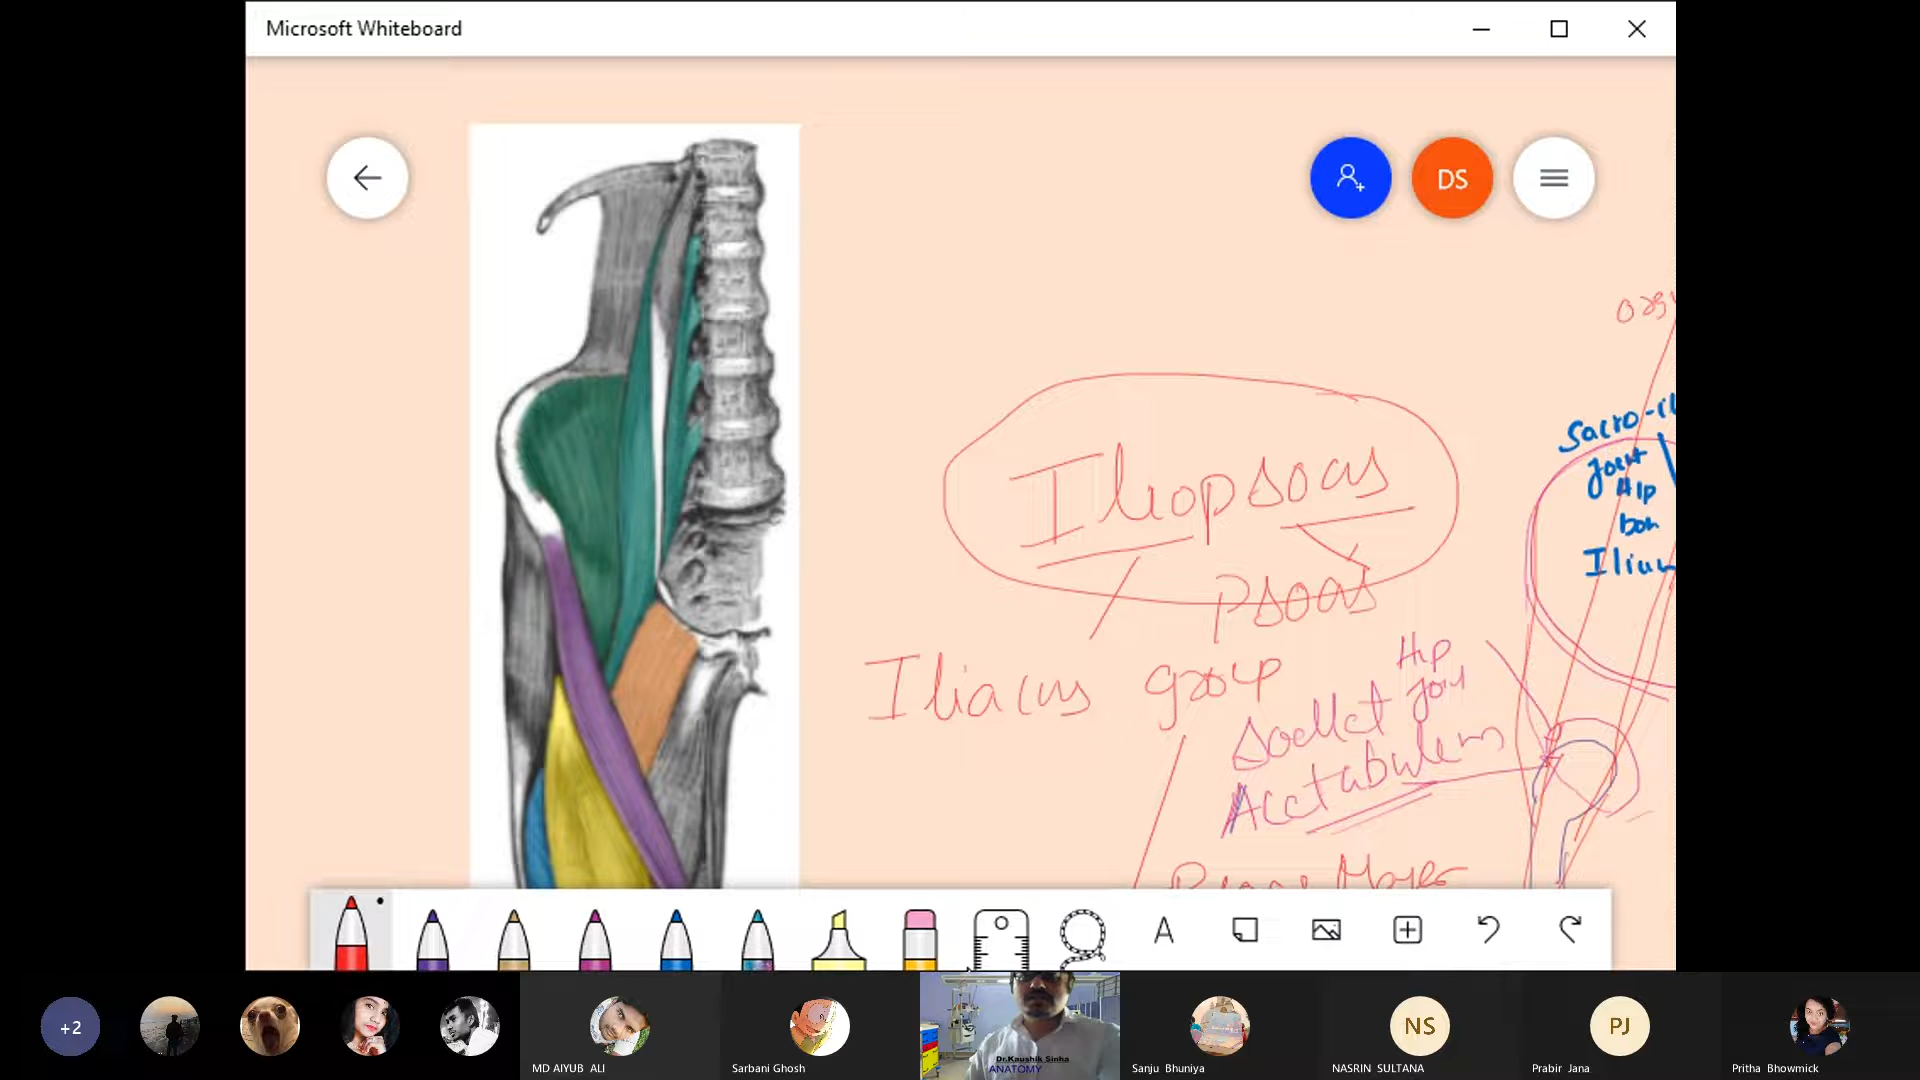 Microsoft Whiteboard
DS
Iliopsoas
psoas
Iliacus group
Sacro-il
Joint
Hip
bon
Ilium
Hip
Joint
Socket
Acetabulum
A
+2
MD AIYUB ALI
Sarbani Ghosh
Dr.Kaushik Sinha
ANATOMY
Sanju Bhuniya
NS
NASRIN SULTANA
PJ
Prabir Jana
Pritha Bhowmick